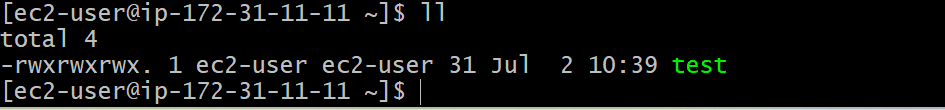 [ec2-user@ip-172-31-11-11 ~]$ ll
total 4
-rwxrwxrwx. 1 ec2-user ec2-user 31 Jul  2 10:39 test
[ec2-user@ip-172-31-11-11 ~]$